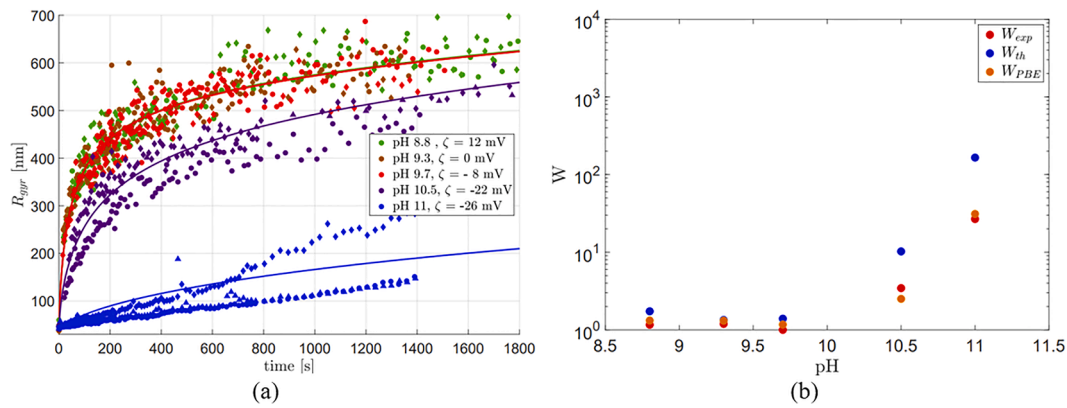 700
600
500
400
300
200
100
R_gyr [nm]
0 200 400 600 800 1000 1200 1400 1600 1800
time [s]
pH 8.8 , ζ = 12 mV
pH 9.3, ζ = 0 mV
pH 9.7, ζ = - 8 mV
pH 10.5, ζ = -22 mV
pH 11, ζ = -26 mV
(a)
10^4
10^3
10^2
10^1
10^0
W
8.5 9 9.5 10 10.5 11 11.5
pH
W_exp
W_th
W_PBE
(b)